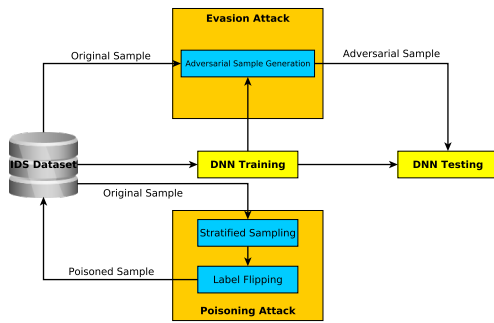 Evasion Attack
Original Sample
Adversarial Sample
Adversarial Sample Generation
IDS Dataset
DNN Training
DNN Testing
Original Sample
Stratified Sampling
Poisoned Sample
Label Flipping
Poisoning Attack